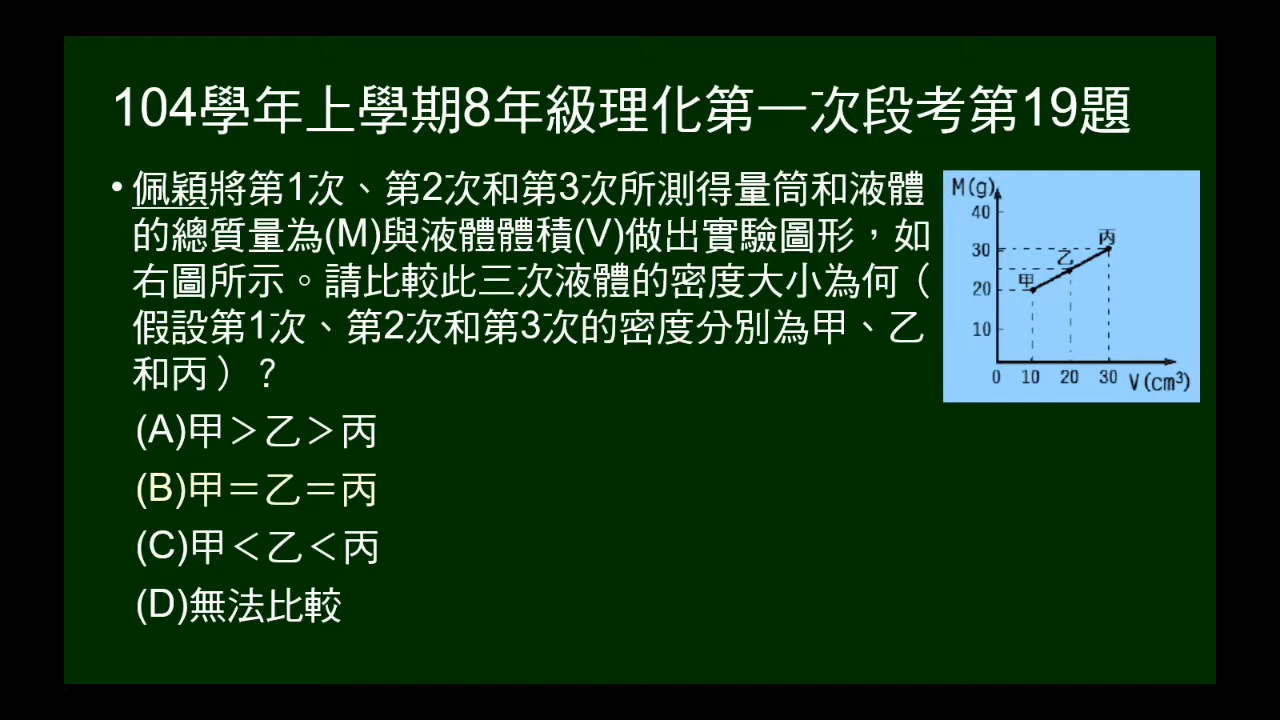 104學年上學期8年級理化第一次段考第19題
• 佩穎將第1次、第2次和第3次所測得量筒和液體
的總質量為(M)與液體體積(V)做出實驗圖形，如
右圖所示。請比較此三次液體的密度大小為何（
假設第1次、第2次和第3次的密度分別為甲、乙
和丙）？
(A)甲＞乙＞丙
(B)甲＝乙＝丙
(C)甲＜乙＜丙
(D)無法比較
M(g)
40
30
20
10
甲
乙
丙
0 10 20 30 V(cm³)